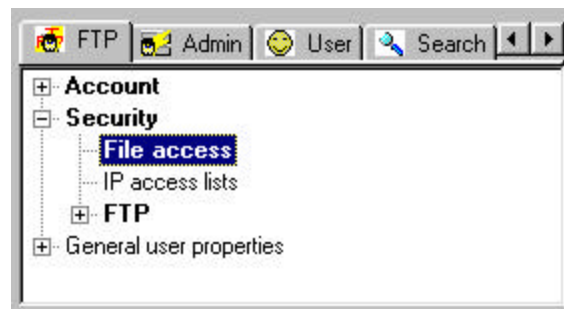 FTP Admin User Search
Account
Security
File access
IP access lists
FTP
General user properties